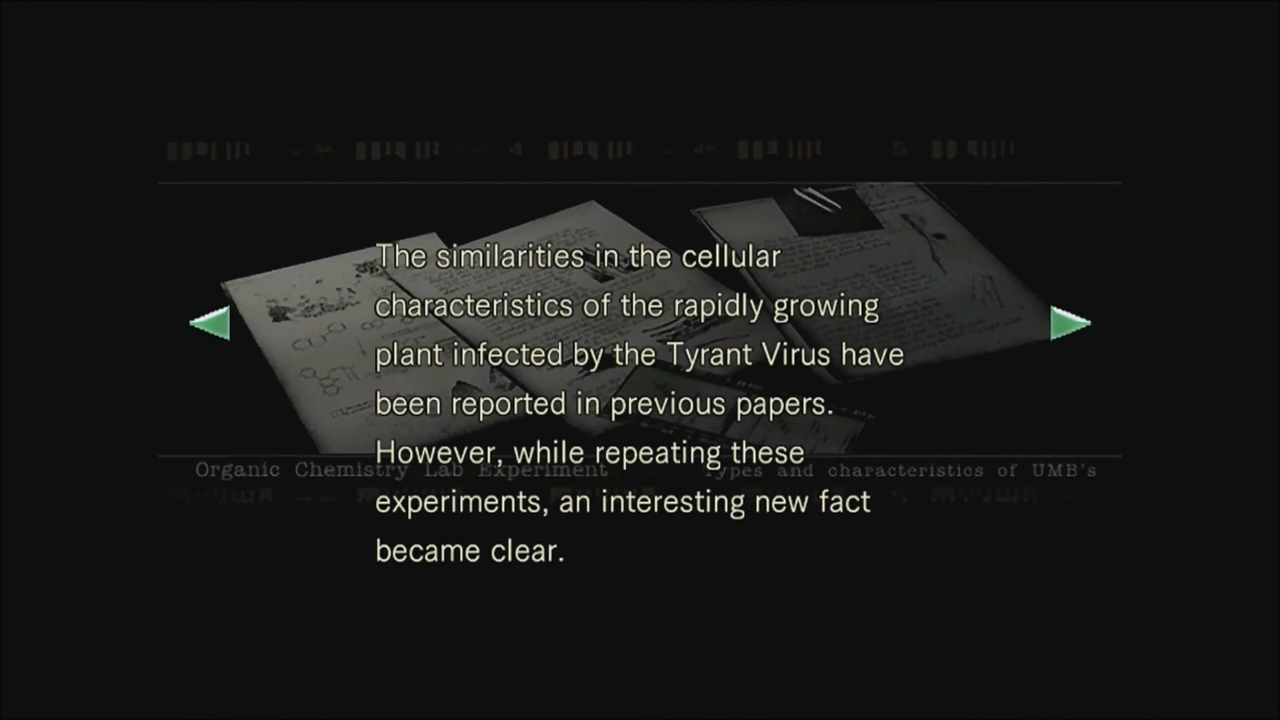 The similarities in the cellular
characteristics of the rapidly growing
plant infected by the Tyrant Virus have
been reported in previous papers.
However, while repeating these
Organic Chemistry Lab Experiment Types and characteristics of UMB's
experiments, an interesting new fact
became clear.